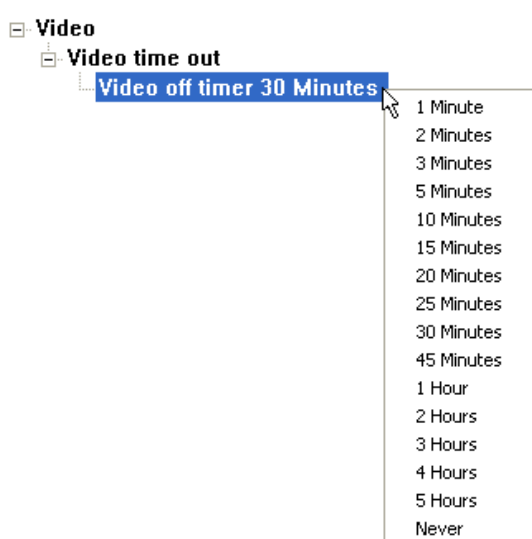 Video
Video time out
Video off timer 30 Minutes
1 Minute
2 Minutes
3 Minutes
5 Minutes
10 Minutes
15 Minutes
20 Minutes
25 Minutes
30 Minutes
45 Minutes
1 Hour
2 Hours
3 Hours
4 Hours
5 Hours
Never